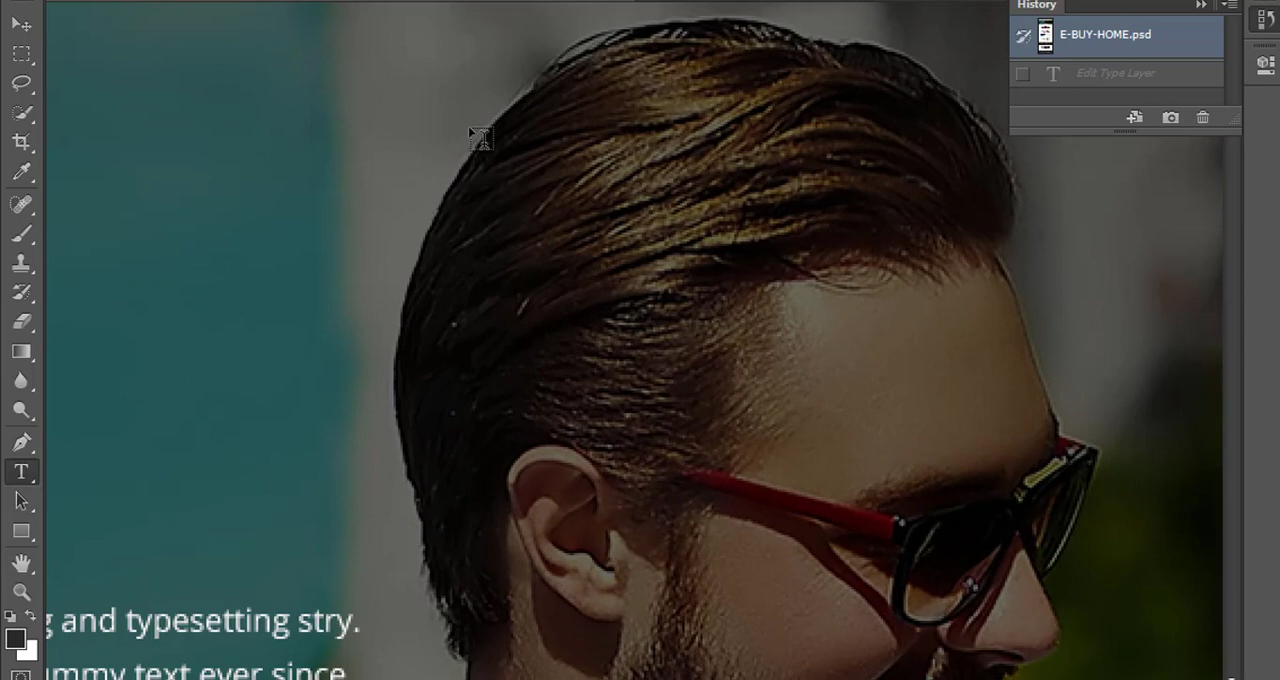 History
E-BUY-HOME.psd
Edit Type Layer
T
g and typesetting stry.
ummy text ever since